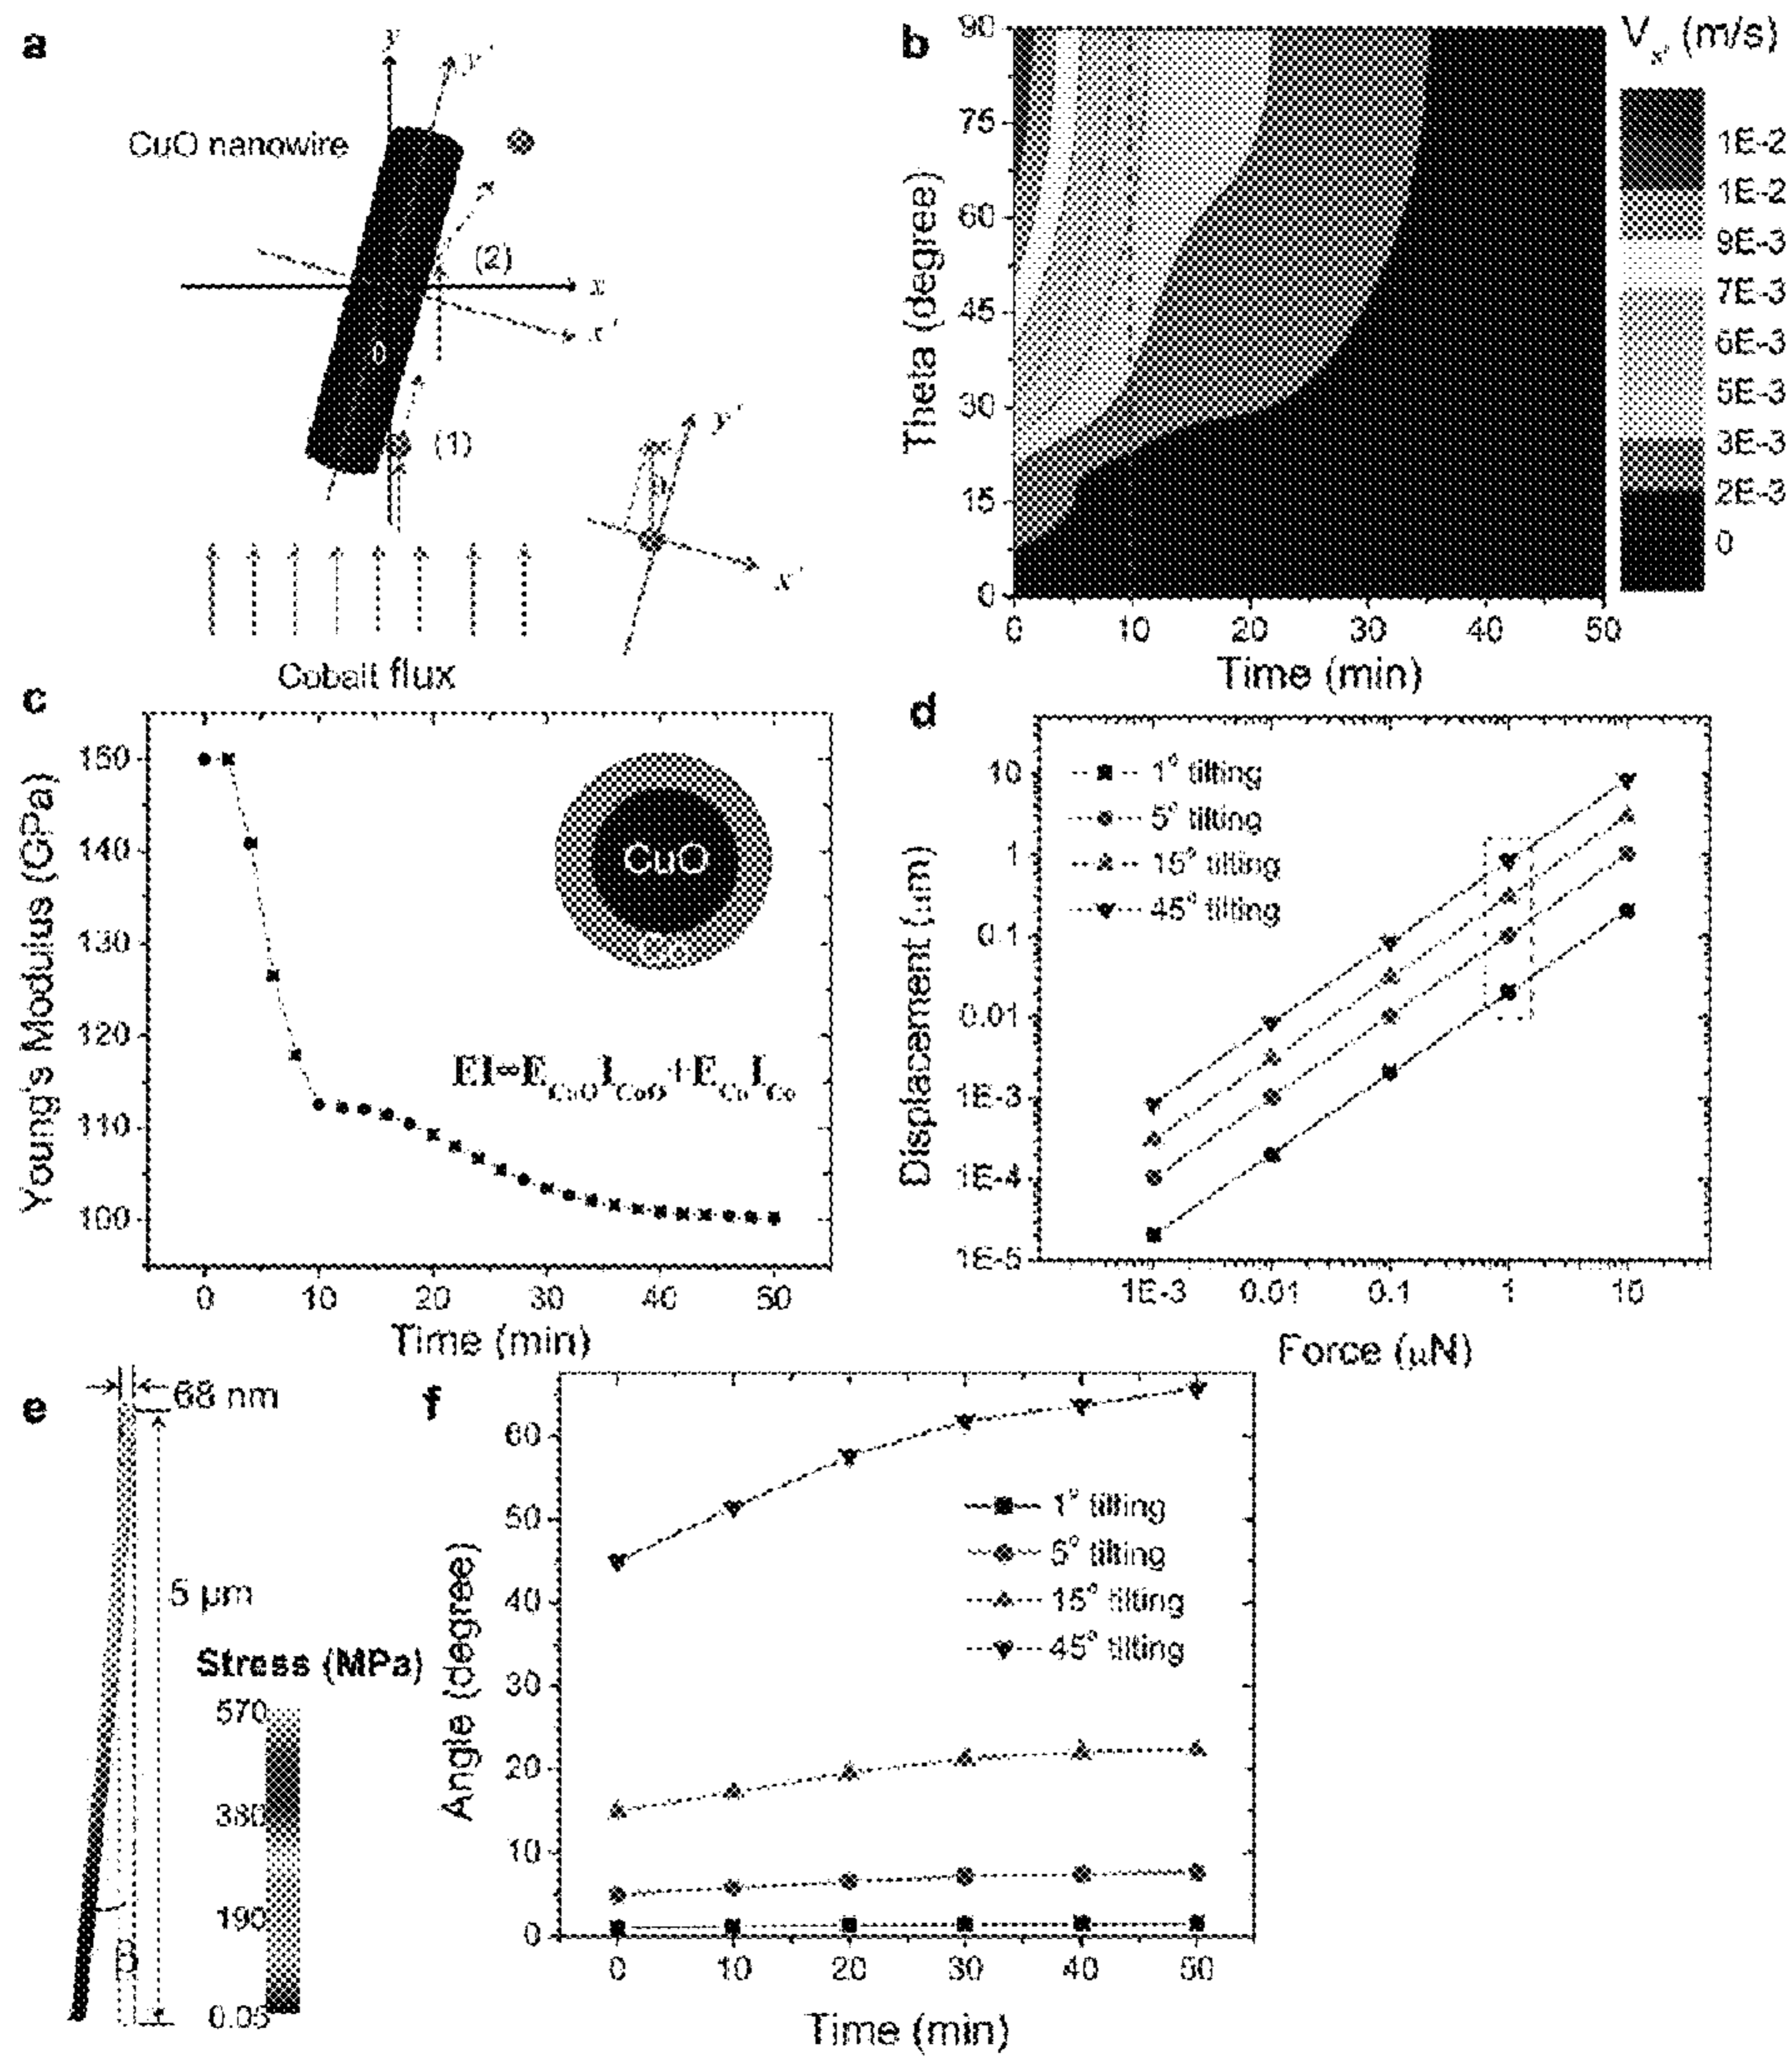 a
y
y'
CuO nanowire
(2)
x
x'
θ
(1)
y'
θ
x'
Cobalt flux
b
Theta (degree)
90
75
60
45
30
15
0
0 10 20 30 40 50
Time (min)
Vx' (m/s)
1E-2
1E-2
9E-3
7E-3
6E-3
5E-3
3E-3
2E-3
0
c
Young's Modulus (GPa)
150
140
130
120
110
100
CuO
Co
EI=E_CuO I_CuO+E_Co I_Co
0 10 20 30 40 50
Time (min)
d
Displacement (μm)
10
1
0.1
0.01
1E-3
1E-4
1E-5
1° tilting
5° tilting
15° tilting
45° tilting
1E-3 0.01 0.1 1 10
Force (μN)
e
68 nm
5 μm
Stress (MPa)
570
380
190
0.05
β
f
Angle (degree)
60
50
40
30
20
10
0
1° tilting
5° tilting
15° tilting
45° tilting
0 10 20 30 40 50
Time (min)